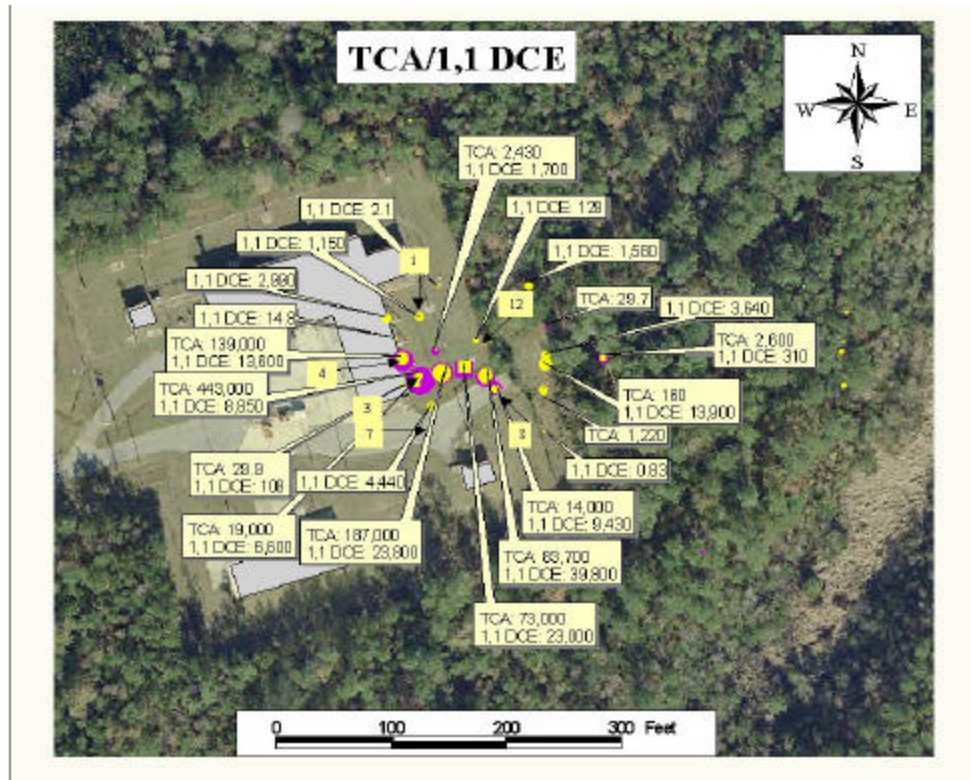 TCA/1,1 DCE
N
W E
S
TCA: 2,430
1,1 DCE: 1,700
1,1 DCE: 2.1
1,1 DCE: 128
1,1 DCE: 1,150
1
1,1 DCE: 1,560
1,1 DCE: 2,990
12
TCA: 29.7
1,1 DCE: 3,640
1,1 DCE: 14.8
TCA: 139,000
1,1 DCE: 13,600
TCA: 2,600
1,1 DCE: 310
4
TCA: 443,000
1,1 DCE: 8,850
TCA: 160
1,1 DCE: 13,900
3
7
8
TCA: 1,220
TCA: 29.9
1,1 DCE: 108
1,1 DCE: 4,440
1,1 DCE: 0.83
TCA: 14,000
1,1 DCE: 9,430
TCA: 19,000
1,1 DCE: 6,600
TCA: 187,000
1,1 DCE: 23,800
TCA: 63,700
1,1 DCE: 39,800
TCA: 73,000
1,1 DCE: 23,000
0 100 200 300 Feet